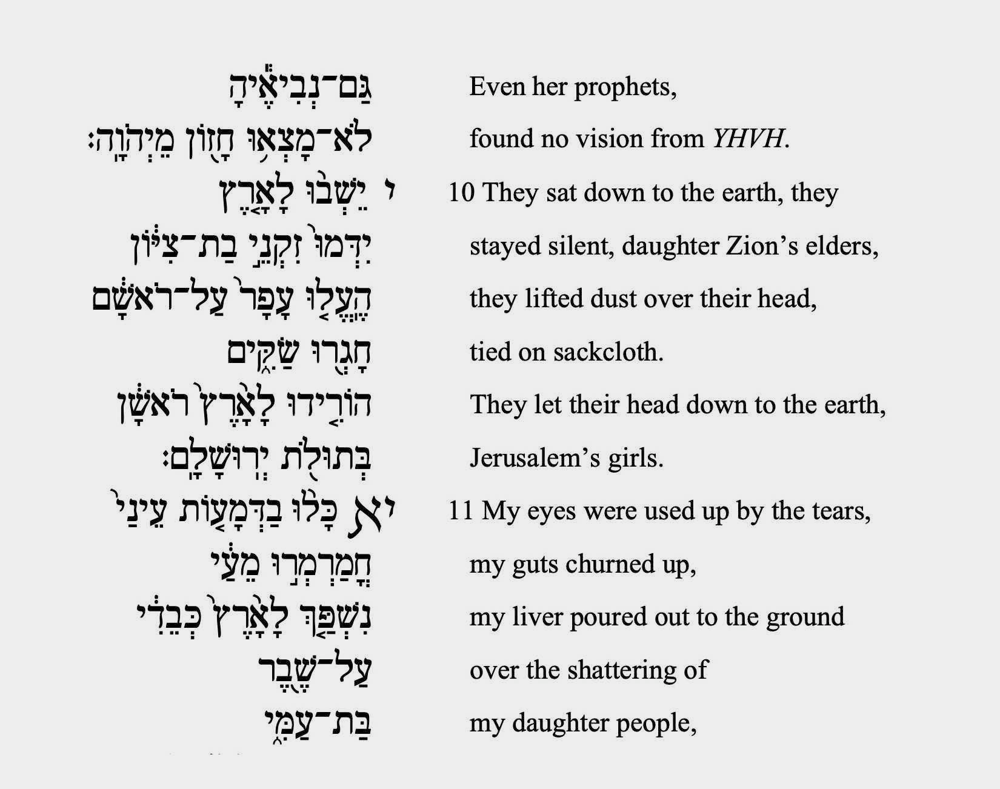 גַּם־נְבִיאֶ֕יהָ Even her prophets,
לֹא־מָצְא֥וּ חָז֖וֹן מֵיְהֹוָֽה׃ found no vision from YHVH.
י יֵשְׁב֨וּ לָאָ֤רֶץ 10 They sat down to the earth, they
יִדְּמוּ֙ זִקְנֵ֣י בַת־צִיּ֔וֹן stayed silent, daughter Zion’s elders,
הֶֽעֱל֤וּ עָפָר֙ עַל־רֹאשָׁ֔ם they lifted dust over their head,
חָגְר֖וּ שַׂקִּ֑ים tied on sackcloth.
הוֹרִ֤ידוּ לָאָ֙רֶץ֙ רֹאשָׁ֔ן They let their head down to the earth,
בְּתוּלֹ֖ת יְרֽוּשָׁלָֽם׃ Jerusalem’s girls.
יא כָּל֨וּ בַדְּמָע֤וֹת עֵינַי֙ 11 My eyes were used up by the tears,
חֳמַרְמְר֣וּ מֵעַ֔י my guts churned up,
נִשְׁפַּ֤ךְ לָאָ֙רֶץ֙ כְּבֵדִ֔י my liver poured out to the ground
עַל־שֶׁ֖בֶר over the shattering of
בַּת־עַמִּ֑י my daughter people,